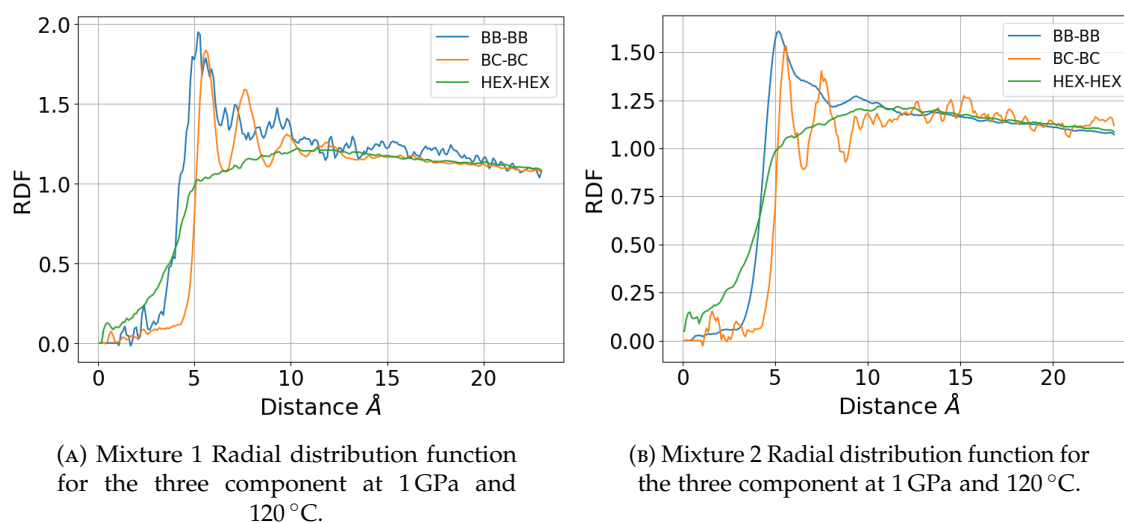 2.0
1.5
1.0
0.5
0.0
RDF
0 5 10 15 20
Distance Å
BB-BB
BC-BC
HEX-HEX
(A) Mixture 1 Radial distribution function
for the three component at 1 GPa and
120 °C.
1.50
1.25
1.00
0.75
0.50
0.25
0.00
RDF
0 5 10 15 20
Distance Å
BB-BB
BC-BC
HEX-HEX
(B) Mixture 2 Radial distribution function for
the three component at 1 GPa and 120 °C.